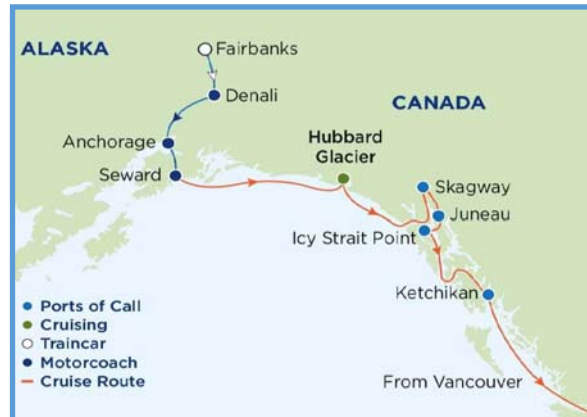 Fairbanks
ALASKA
Denali
CANADA
Anchorage
Hubbard
Glacier
Seward
Skagway
Juneau
Icy Strait Point
Ketchikan
Ports of Call
Cruising
Traincar
Motorcoach
Cruise Route
From Vancouver